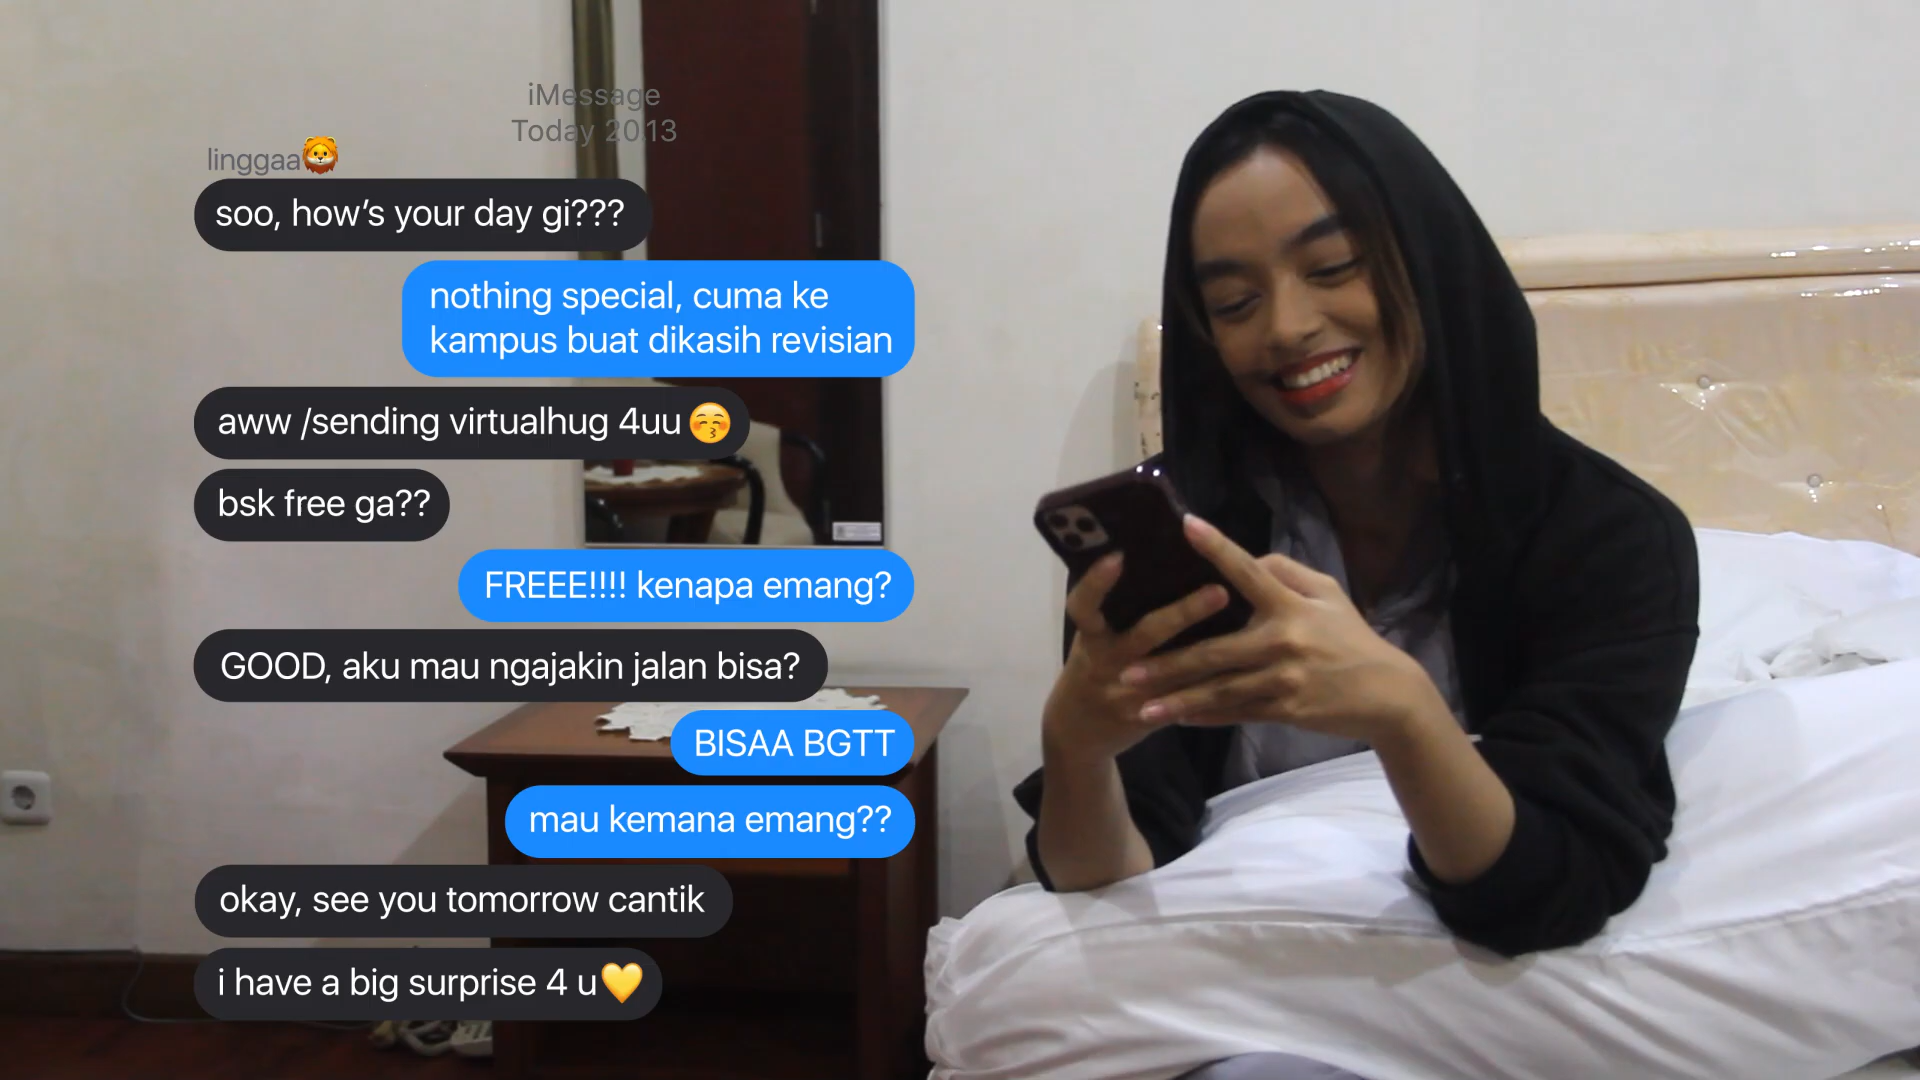 iMessage
Today 20.13
linggaa🦁
soo, how's your day gi???
nothing special, cuma ke
kampus buat dikasih revisian
aww /sending virtualhug 4uu 😚
bsk free ga??
FREEE!!!! kenapa emang?
GOOD, aku mau ngajakin jalan bisa?
BISAA BGTT
mau kemana emang??
okay, see you tomorrow cantik
i have a big surprise 4 u💛